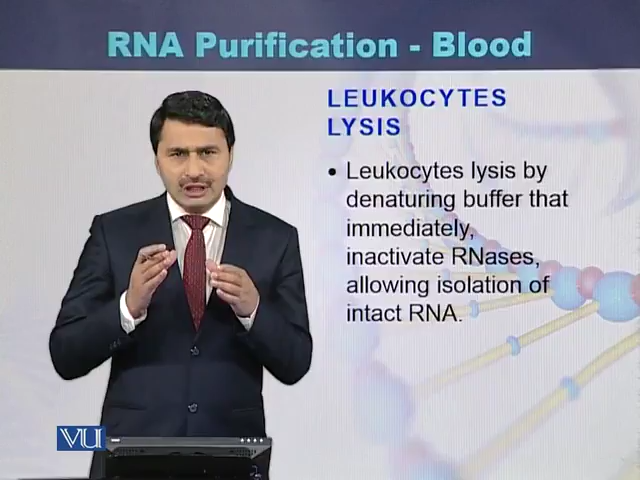 RNA Purification - Blood
LEUKOCYTES
LYSIS
• Leukocytes lysis by
denaturing buffer that
immediately,
inactivate RNases,
allowing isolation of
intact RNA.
VU